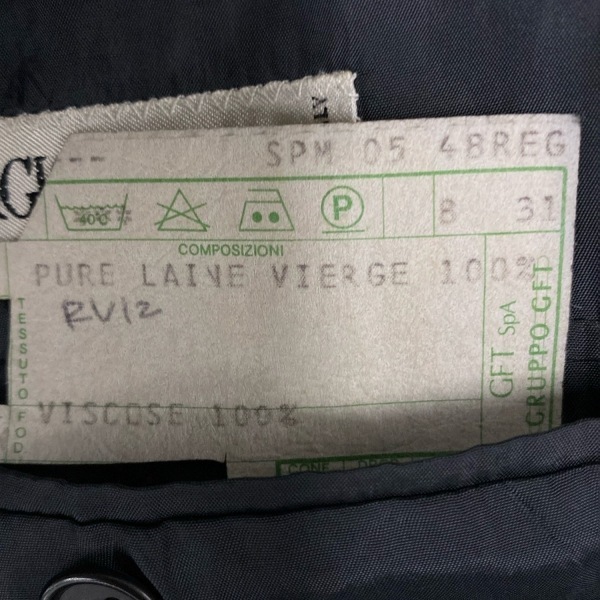 --- SPM 05 48REG
40°C P 8 31
COMPOSIZIONI
PURE LAINE VIERGE 100%
RV12
VISCOSE 100%
TESSUTO
FOD
GFT SpA
GRUPPO GFT